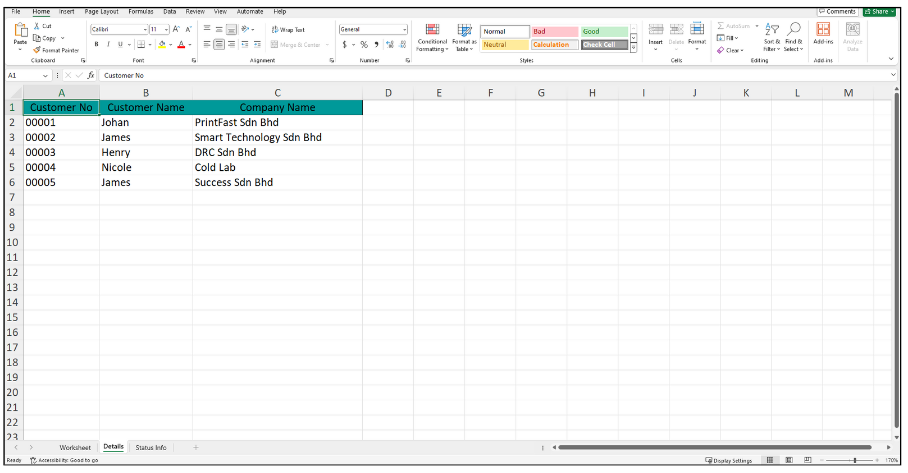 File Home Insert Page Layout Formulas Data Review View Automate Help Comments Share
Paste Cut Copy Format Painter Clipboard
Calibri 11 A A B I U A Font
Wrap Text Merge & Center Alignment
General $ % 9 Number
Conditional Formatting Format as Table Normal Bad Good Neutral Calculation Check Cell Styles
Insert Delete Format Cells
Autosum Fill Clear Sort & Filter Find & Select Editing
Add-ins Add-ins Analyze Data
A1 fx Customer No
A B C D E F G H I J K L M
1 Customer No Customer Name Company Name
2 00001 Johan PrintFast Sdn Bhd
3 00002 James Smart Technology Sdn Bhd
4 00003 Henry DRC Sdn Bhd
5 00004 Nicole Cold Lab
6 00005 James Success Sdn Bhd
7
8
9
10
11
12
13
14
15
16
17
18
19
20
21
22
23
Worksheet Details Status Info +
Ready Accessibility: Good to go Display Settings - + 170%